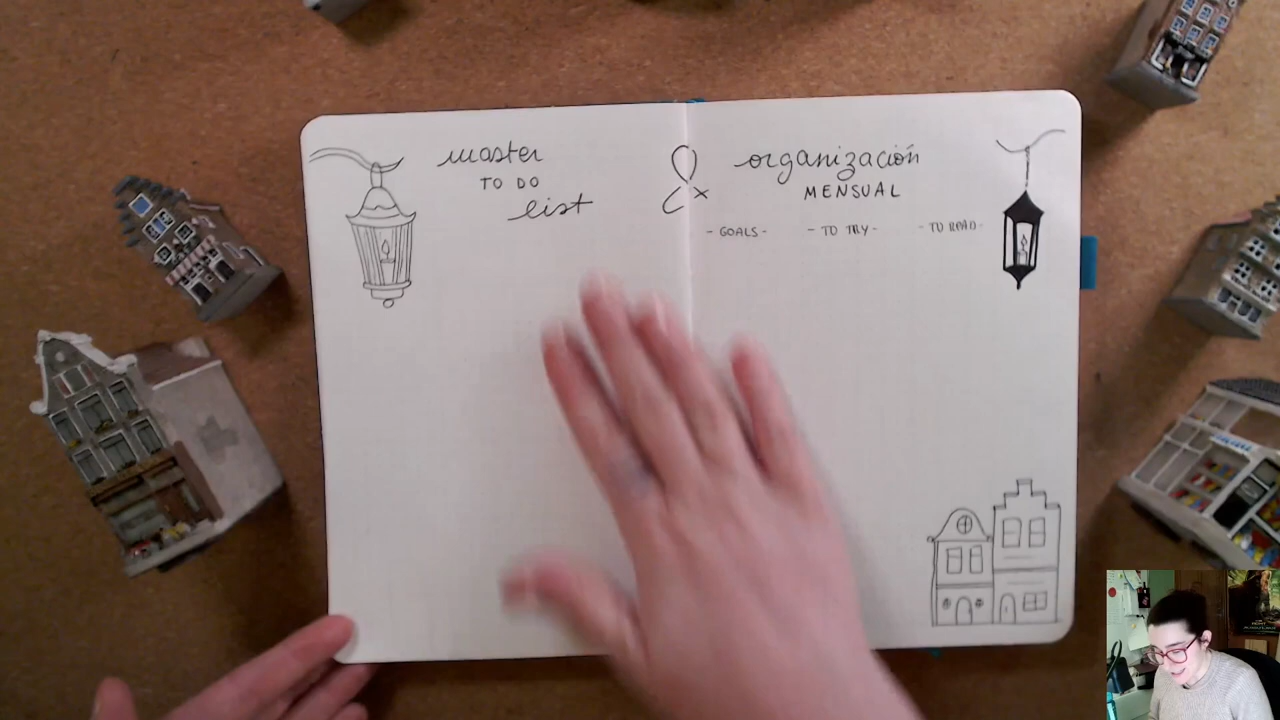 master
TO DO
list
&
organización
MENSUAL
- GOALS -
- TO TRY -
- TO READ -